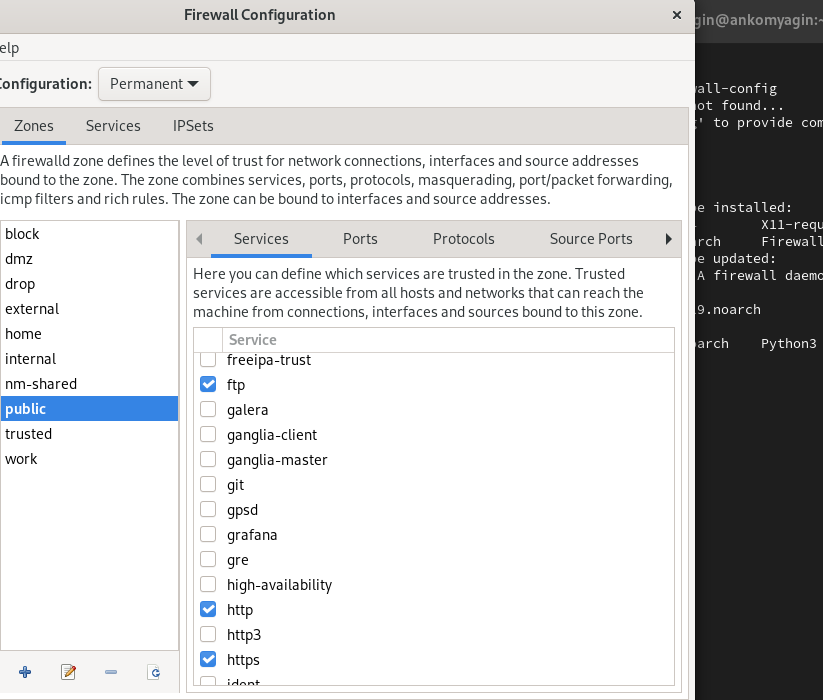 Firewall Configuration
gin@ankomyagin:~
elp
Configuration: Permanent
Zones Services IPSets
A firewalld zone defines the level of trust for network connections, interfaces and source addresses
bound to the zone. The zone combines services, ports, protocols, masquerading, port/packet forwarding,
icmp filters and rich rules. The zone can be bound to interfaces and source addresses.
block
dmz
drop
external
home
internal
nm-shared
public
trusted
work
Services Ports Protocols Source Ports
Here you can define which services are trusted in the zone. Trusted
services are accessible from all hosts and networks that can reach the
machine from connections, interfaces and sources bound to this zone.
Service
freeipa-trust
ftp
galera
ganglia-client
ganglia-master
git
gpsd
grafana
gre
high-availability
http
http3
https
ident
wall-config
not found...
' to provide com
be installed:
X11-requ
arch Firewall
be updated:
A firewall daemo
9.noarch
oarch Python3